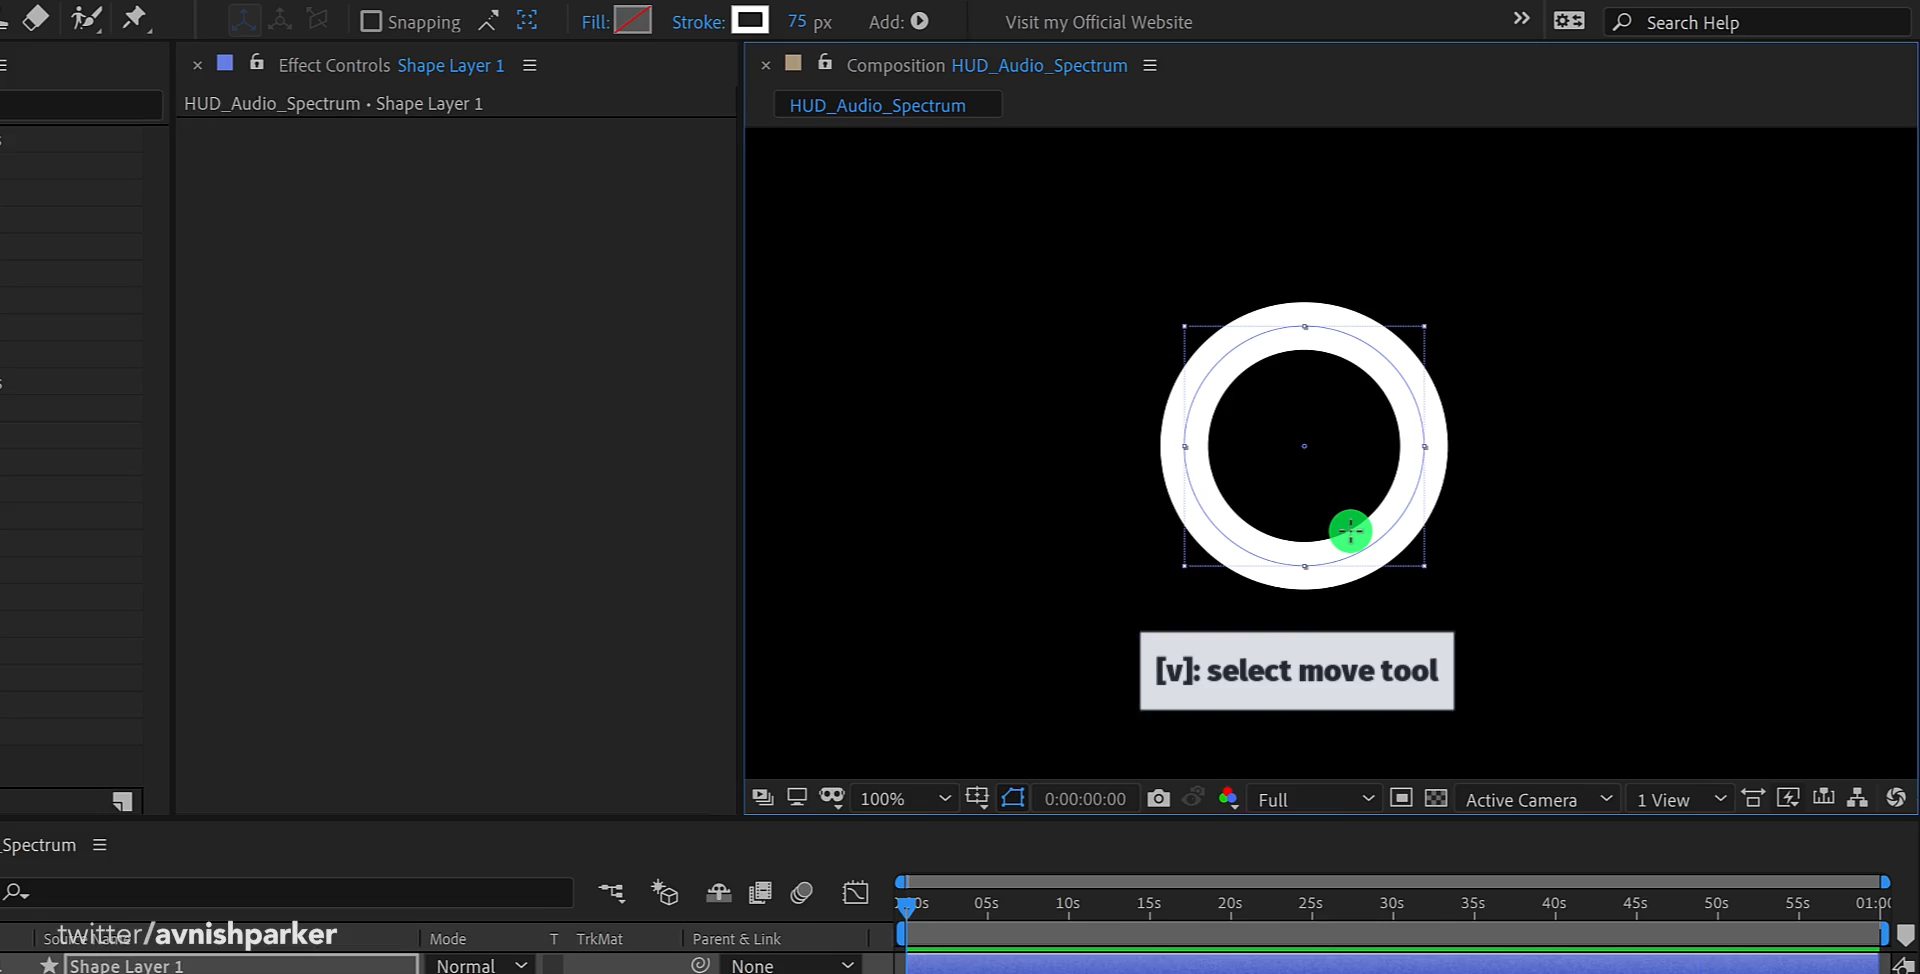 Snapping
Fill:
Stroke:
75 px
Add:
Visit my Official Website
Search Help
Effect Controls Shape Layer 1
HUD_Audio_Spectrum • Shape Layer 1
Composition HUD_Audio_Spectrum
HUD_Audio_Spectrum
[v]: select move tool
100%
0:00:00:00
Full
Active Camera
1 View
_Spectrum
05s
10s
15s
20s
25s
30s
35s
40s
45s
50s
55s
twitter/avnishparker
Mode
T
TrkMat
Parent & Link
Shape Layer 1
Normal
None